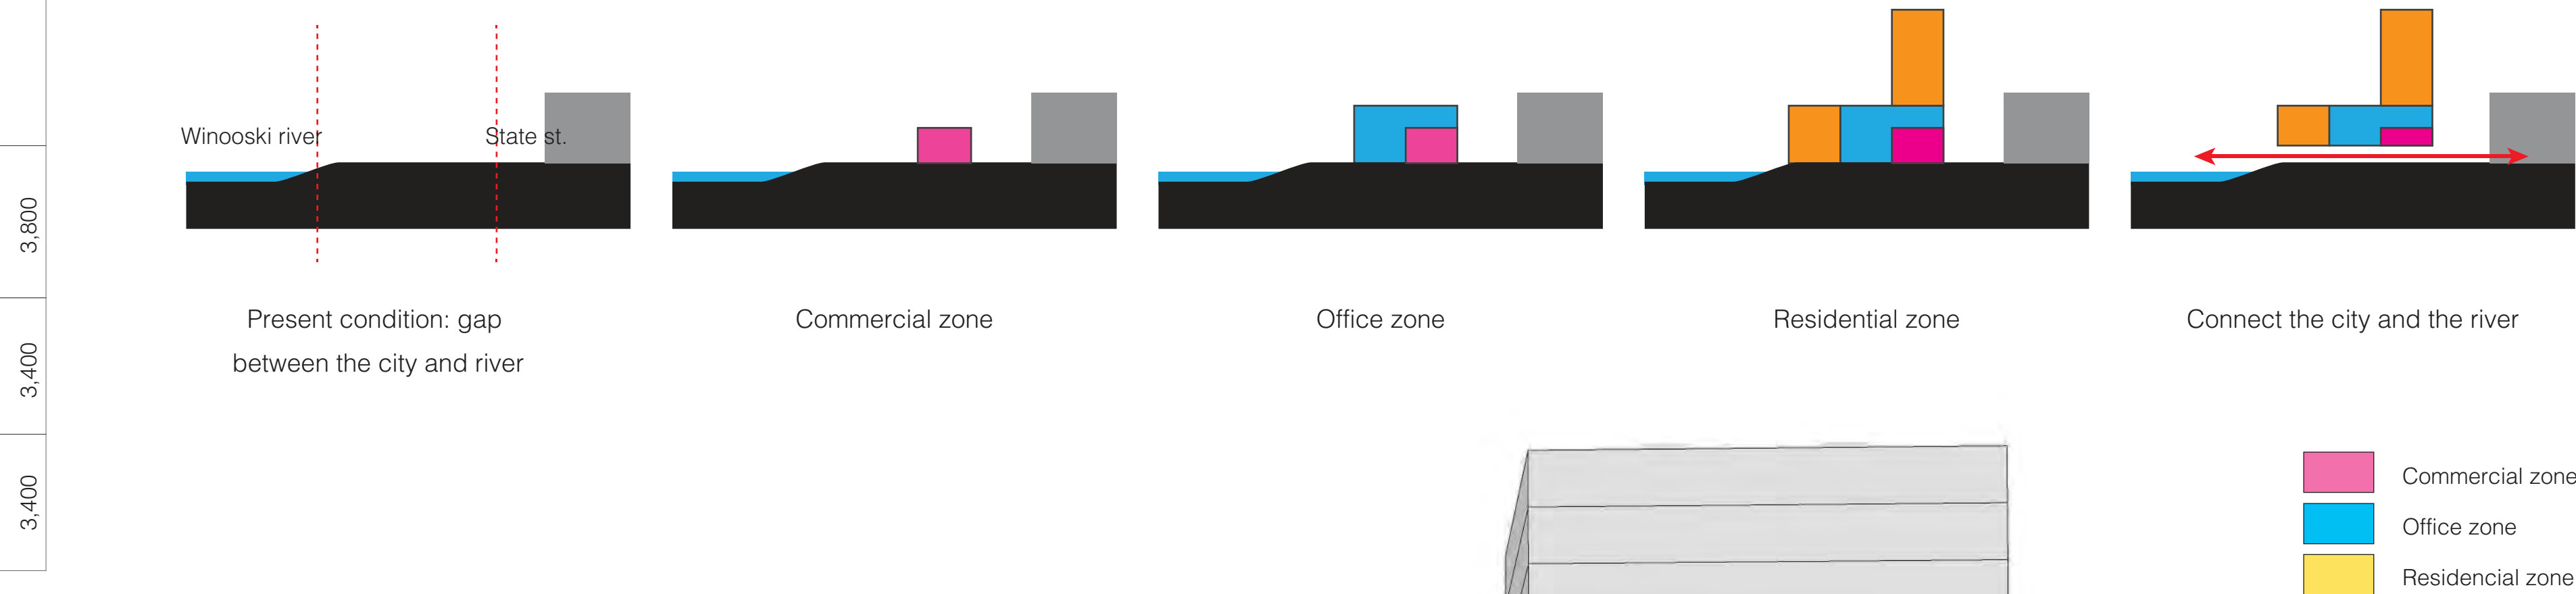 Winooski river
State st.
Present condition: gap
between the city and river
Commercial zone
Office zone
Residential zone
Connect the city and the river
3,800
3,400
3,400
Commercial zone
Office zone
Residencial zone